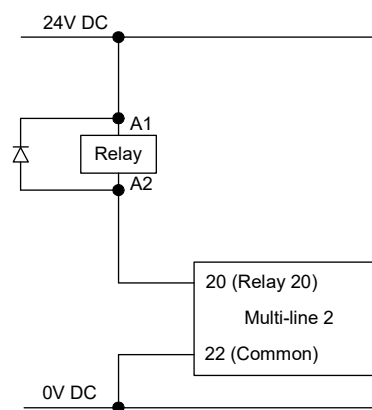 24V DC
A1
Relay
A2
20 (Relay 20)
Multi-line 2
22 (Common)
0V DC